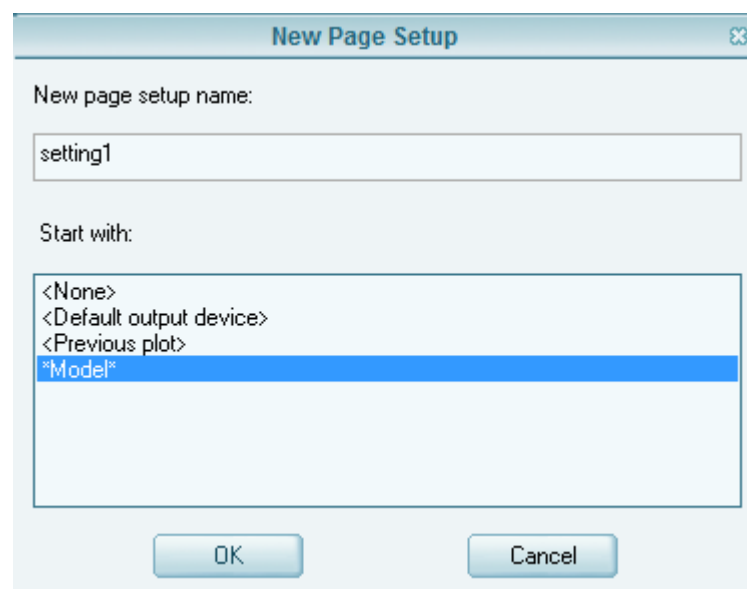 New Page Setup
New page setup name:
setting1
Start with:
<None>
<Default output device>
<Previous plot>
*Model*
OK
Cancel